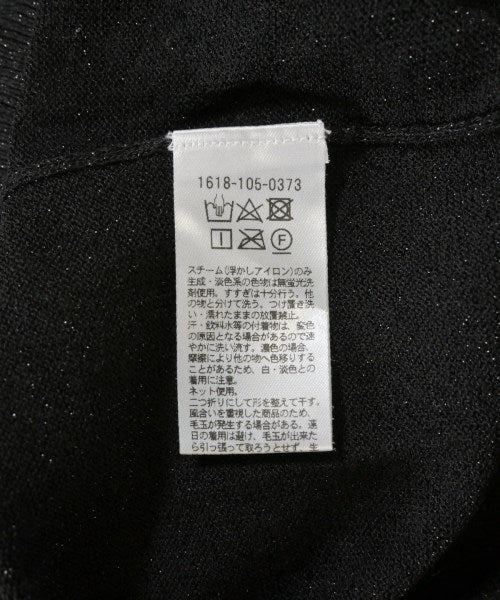 1618-105-0373
スチーム(浮かしアイロン)のみ
生成・淡色系の色物は無蛍光洗
剤使用。すすぎは十分行う。他
の物と分けて洗う。つけ置き洗
い・濡れたままの放置禁止。
汗・飲料水等の付着物は、変色
の原因となる場合があるので速
やかに洗い流す。濃色の場合、
摩擦により他の物へ色移りする
ことがあるため、白・淡色との
着用に注意。
ネット使用。
二つ折りにして形を整えて干す。
風合いを重視した商品のため、
毛玉が発生する場合がある。連
日の着用は避け、毛玉が出来た
ら引っ張って取ろうとせず、生